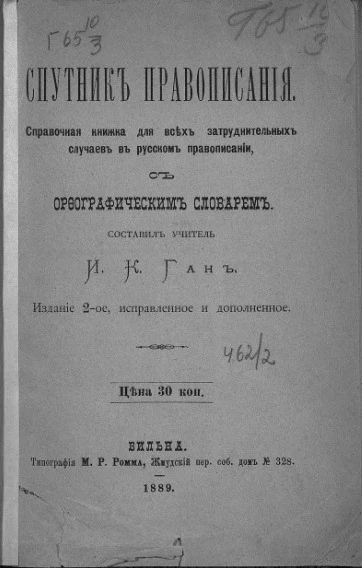 Г65 10/3
Г65 10/3
СПУТНИКЪ ПРАВОПИСАНІЯ.
Справочная книжка для всѣхъ затруднительныхъ
случаевъ въ русскомъ правописаніи,
СЪ
ОРѲОГРАФИЧЕСКИМЪ СЛОВАРЕМЪ.
СОСТАВИЛЪ УЧИТЕЛЬ
И. К. ГАНЪ.
Изданіе 2-ое, исправленное и дополненное.
462/2
Цѣна 30 коп.
ВИЛЬНА.
Типографія М. Р. Ромма, Жмудскій пер. соб. домъ № 328.
1889.